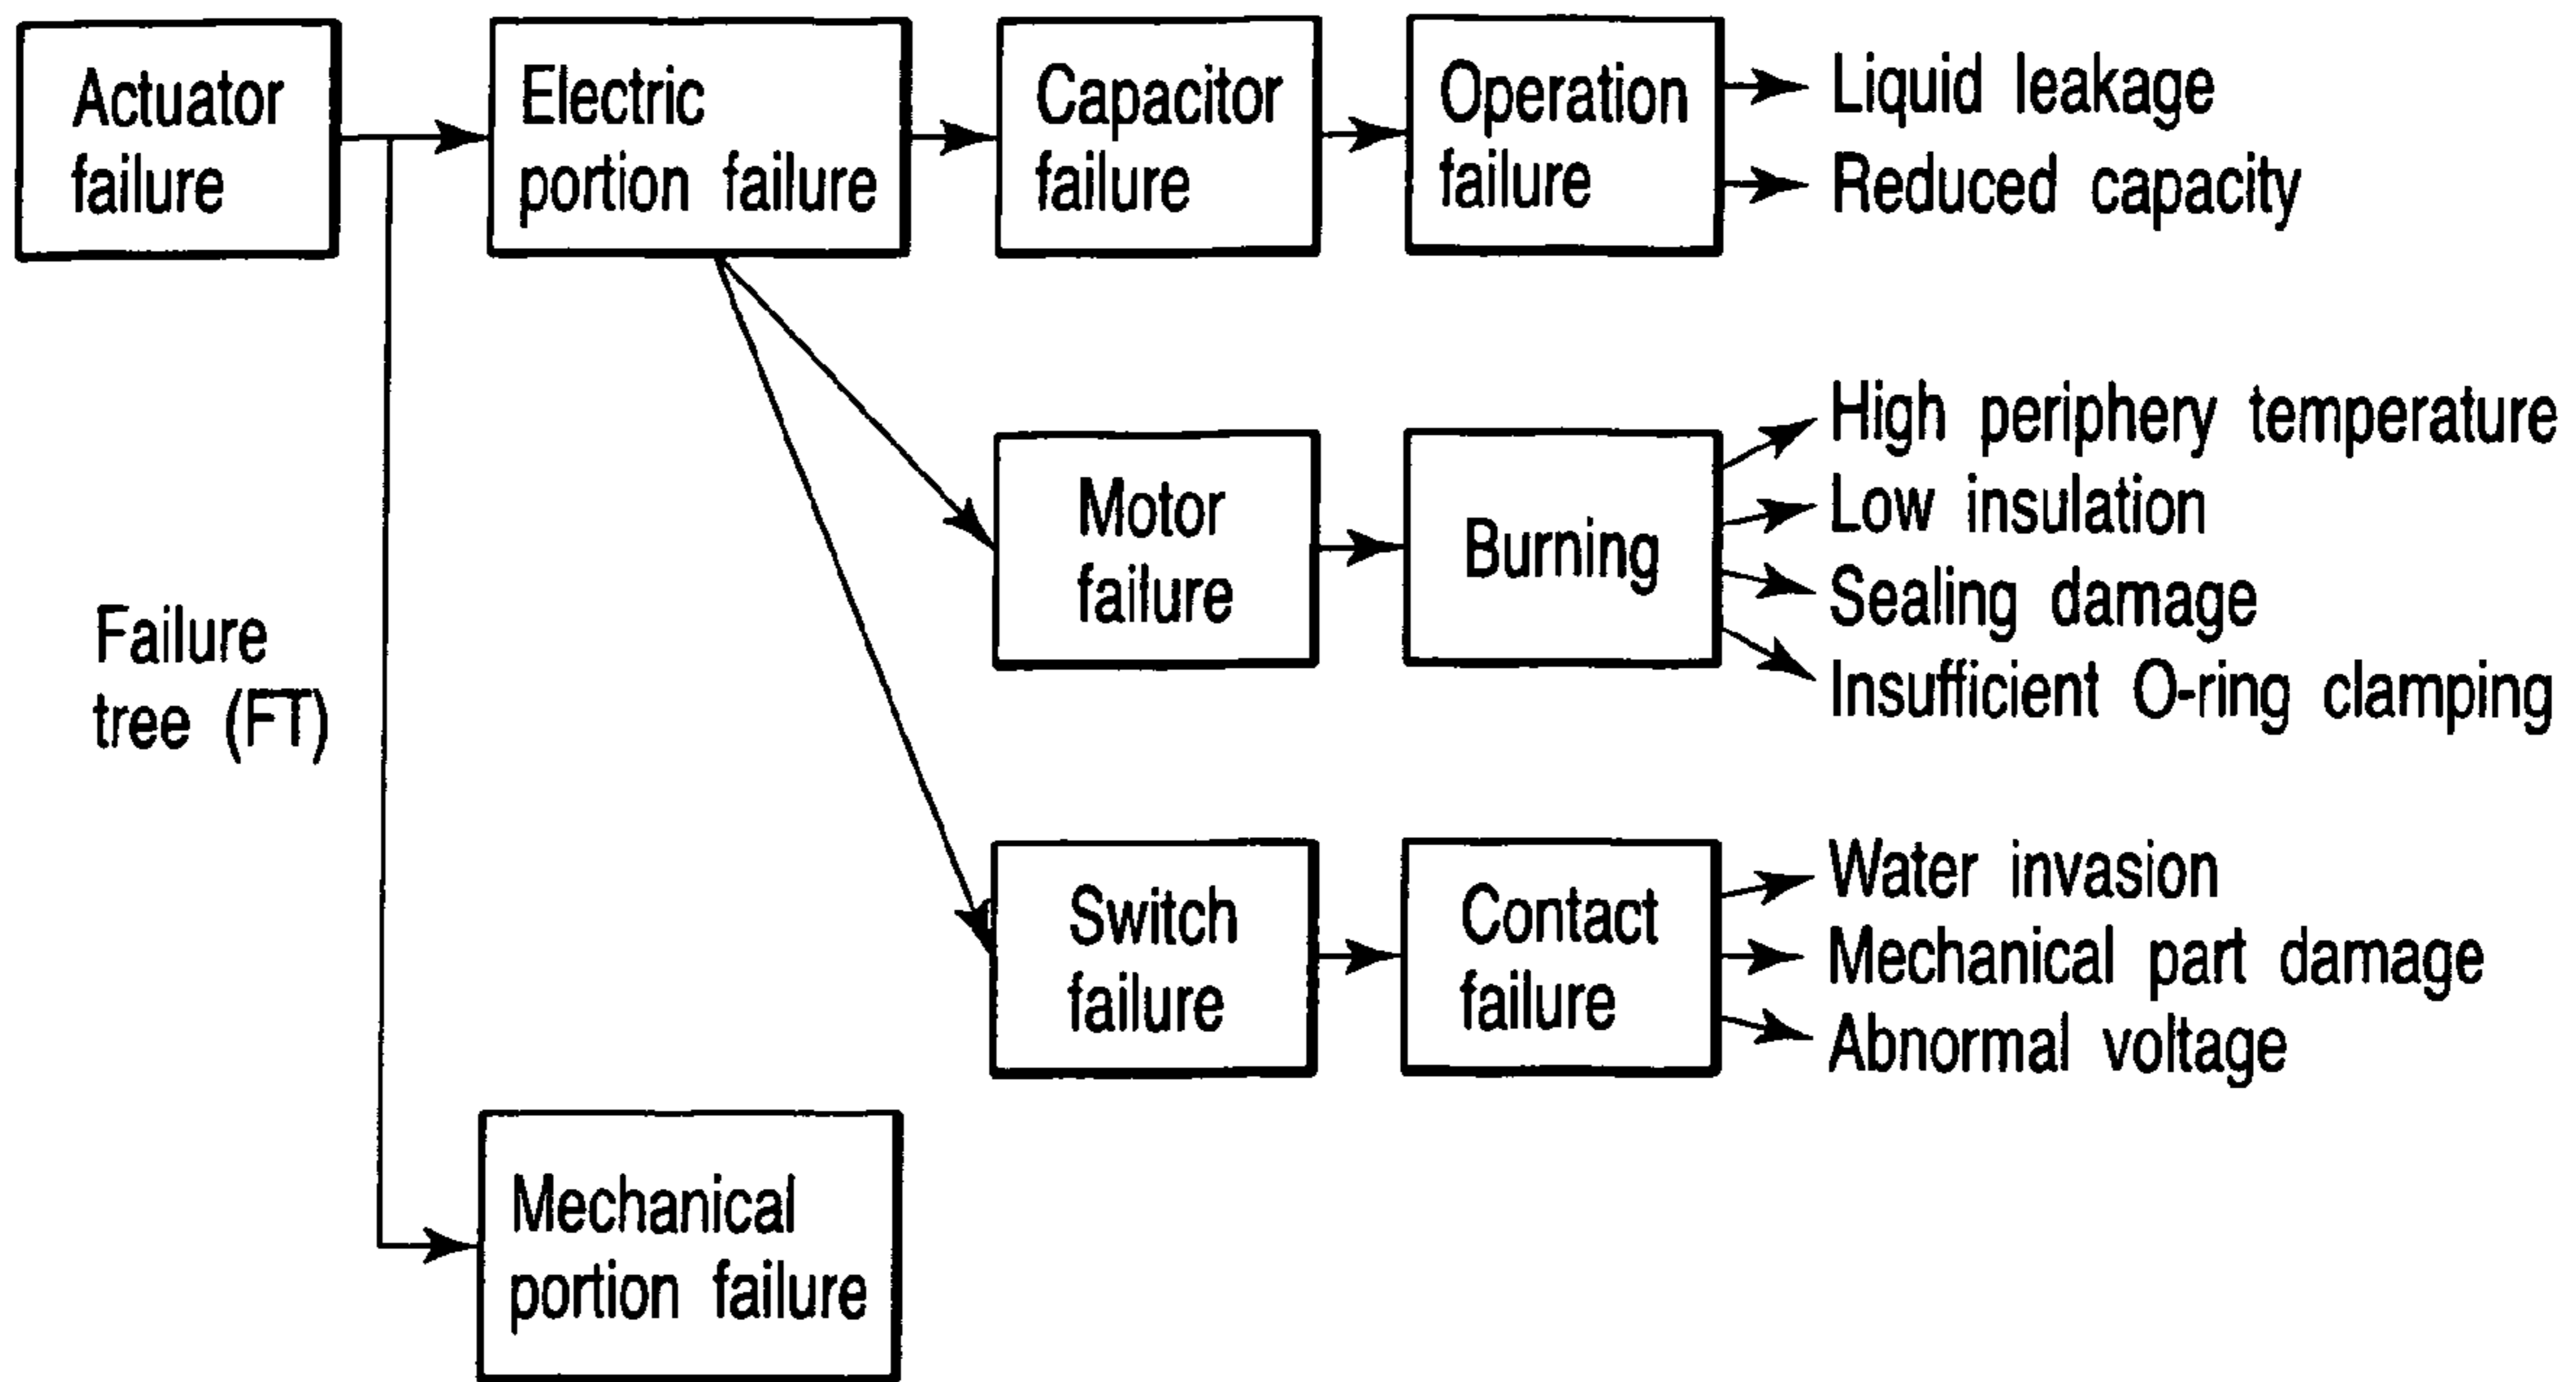 Actuator
failure
Electric
portion failure
Capacitor
failure
Operation
failure
Liquid leakage
Reduced capacity
Motor
failure
Burning
High periphery temperature
Low insulation
Sealing damage
Insufficient O-ring clamping
Failure
tree (FT)
Switch
failure
Contact
failure
Water invasion
Mechanical part damage
Abnormal voltage
Mechanical
portion failure